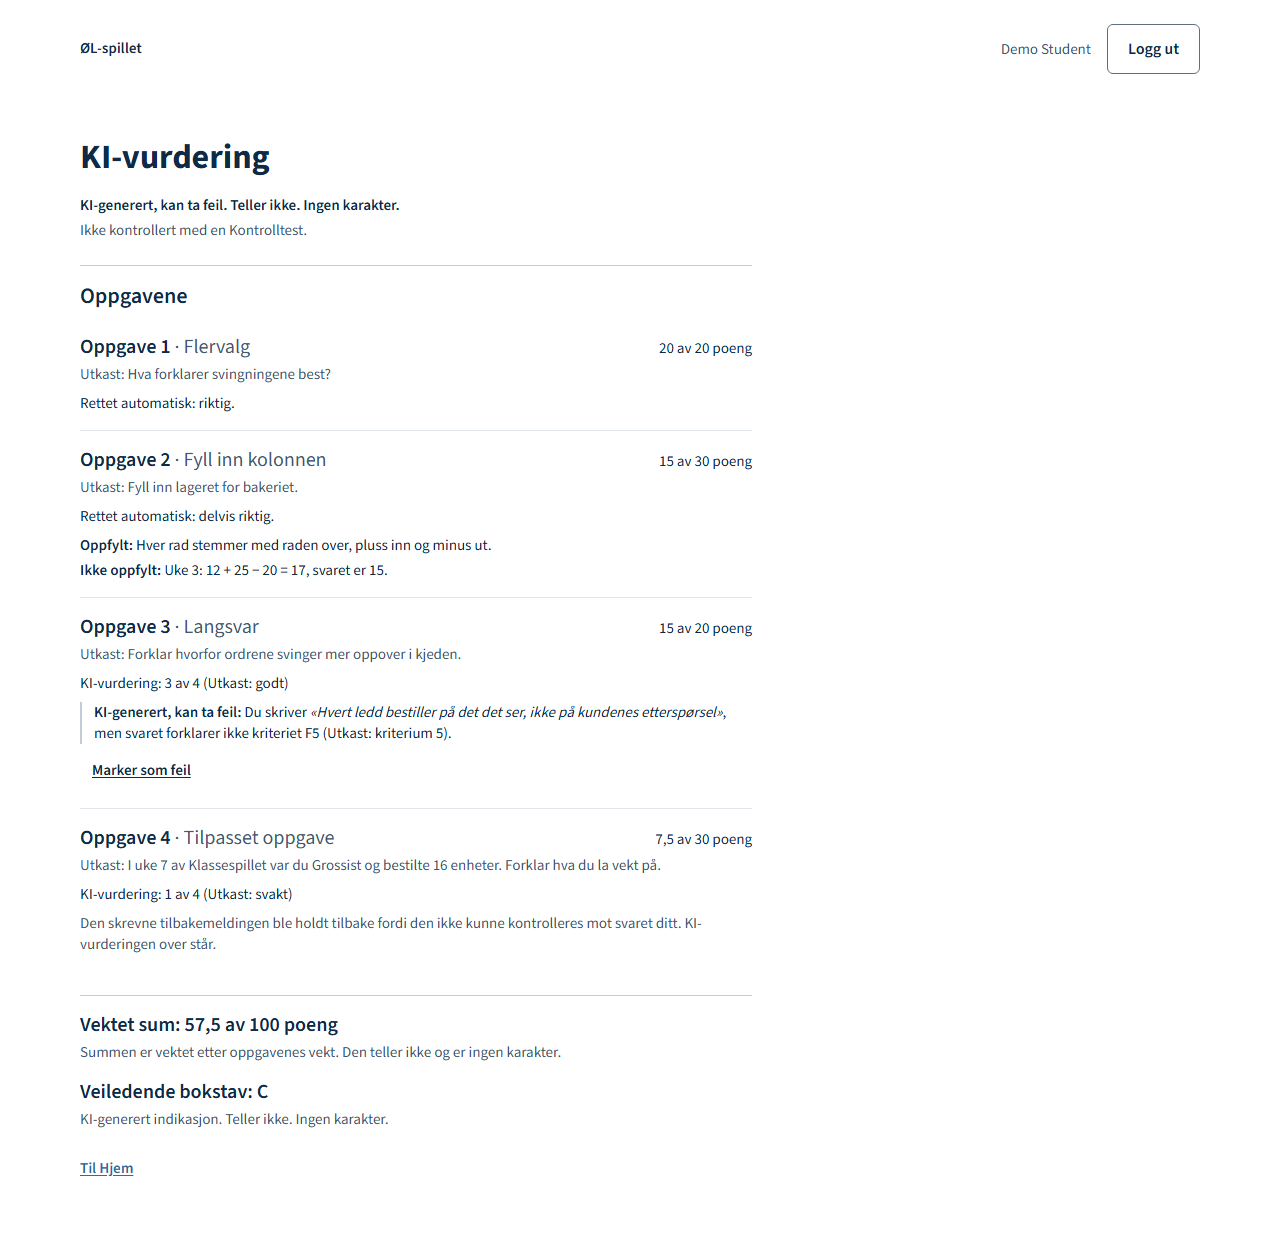 ØL-spillet
Demo Student
Logg ut
KI-vurdering
KI-generert, kan ta feil. Teller ikke. Ingen karakter.
Ikke kontrollert med en Kontrolltest.
Oppgavene
Oppgave 1 · Flervalg
20 av 20 poeng
Utkast: Hva forklarer svingningene best?
Rettet automatisk: riktig.
Oppgave 2 · Fyll inn kolonnen
15 av 30 poeng
Utkast: Fyll inn lageret for bakeriet.
Rettet automatisk: delvis riktig.
Oppfylt: Hver rad stemmer med raden over, pluss inn og minus ut.
Ikke oppfylt: Uke 3: 12 + 25 − 20 = 17, svaret er 15.
Oppgave 3 · Langsvar
15 av 20 poeng
Utkast: Forklar hvorfor ordrene svinger mer oppover i kjeden.
KI-vurdering: 3 av 4 (Utkast: godt)
KI-generert, kan ta feil: Du skriver «Hvert ledd bestiller på det det ser, ikke på kundenes etterspørsel»,
men svaret forklarer ikke kriteriet F5 (Utkast: kriterium 5).
Marker som feil
Oppgave 4 · Tilpasset oppgave
7,5 av 30 poeng
Utkast: I uke 7 av Klassespillet var du Grossist og bestilte 16 enheter. Forklar hva du la vekt på.
KI-vurdering: 1 av 4 (Utkast: svakt)
Den skrevne tilbakemeldingen ble holdt tilbake fordi den ikke kunne kontrolleres mot svaret ditt. KI-
vurderingen over står.
Vektet sum: 57,5 av 100 poeng
Summen er vektet etter oppgavenes vekt. Den teller ikke og er ingen karakter.
Veiledende bokstav: C
KI-generert indikasjon. Teller ikke. Ingen karakter.
Til Hjem